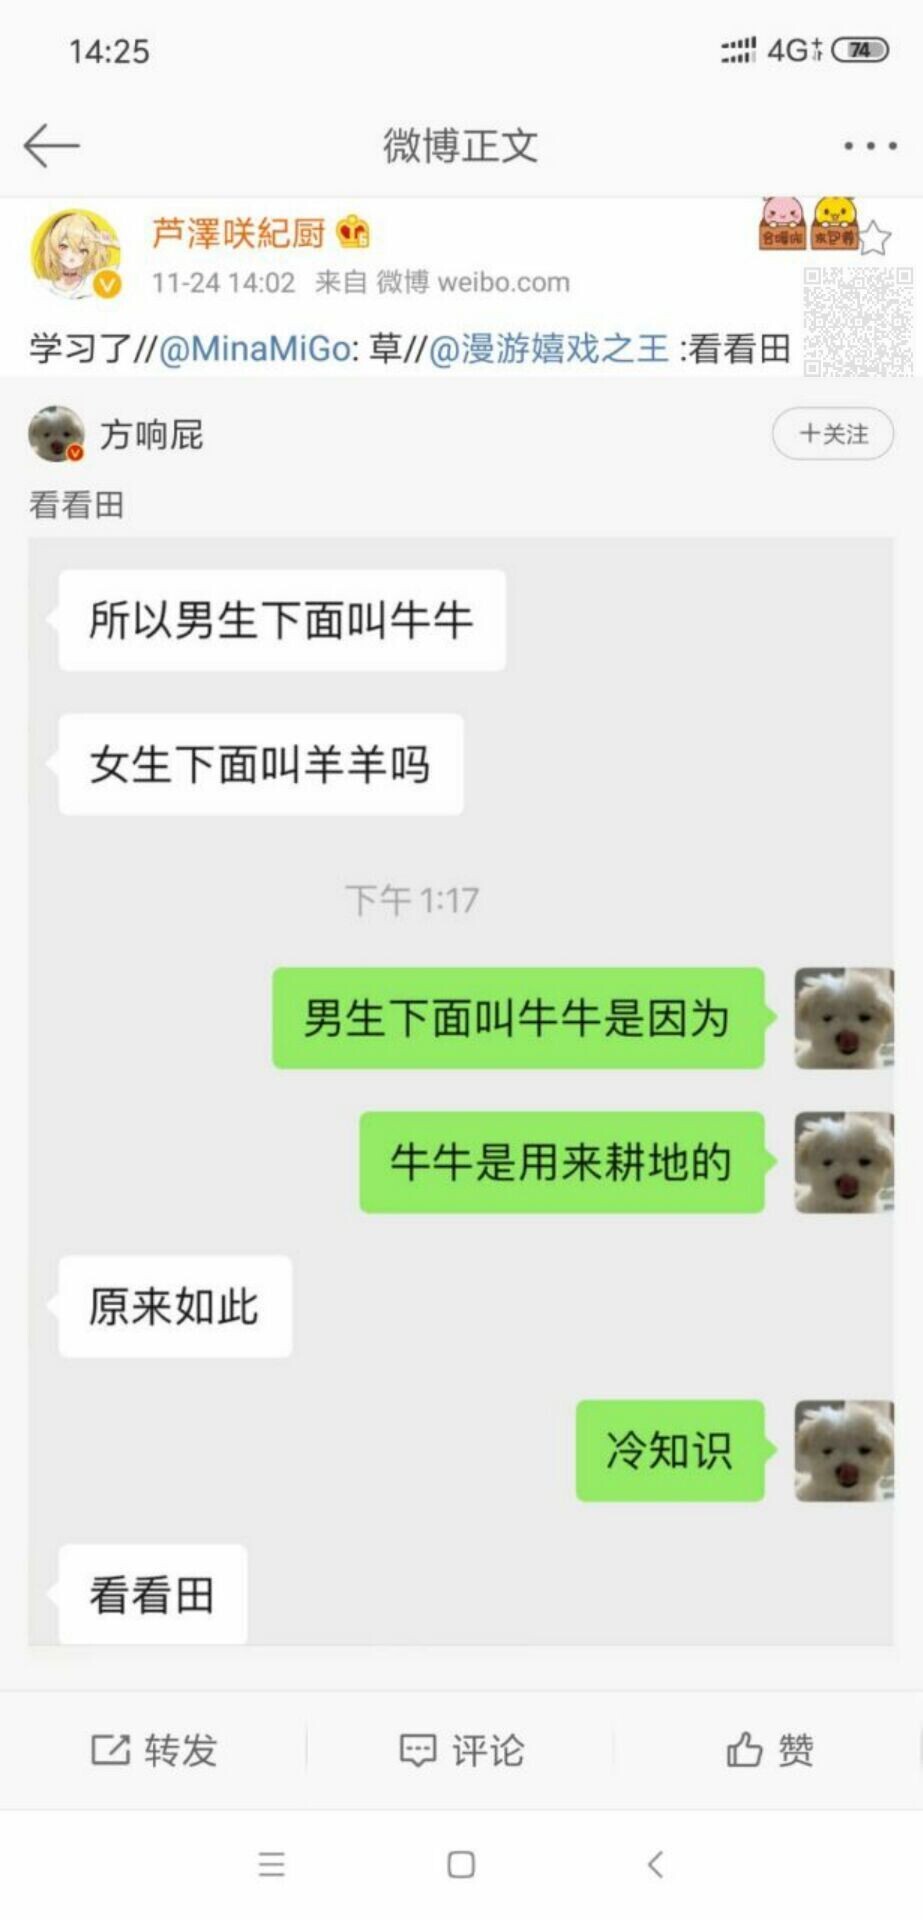 14:25
4G+
74
微博正文
芦澤咲紀厨
11-24 14:02 来自 微博 weibo.com
学习了//@MinaMiGo: 草//@漫游嬉戏之王 :看看田
方响屁
+关注
看看田
所以男生下面叫牛牛
女生下面叫羊羊吗
下午 1:17
男生下面叫牛牛是因为
牛牛是用来耕地的
原来如此
冷知识
看看田
转发
评论
赞